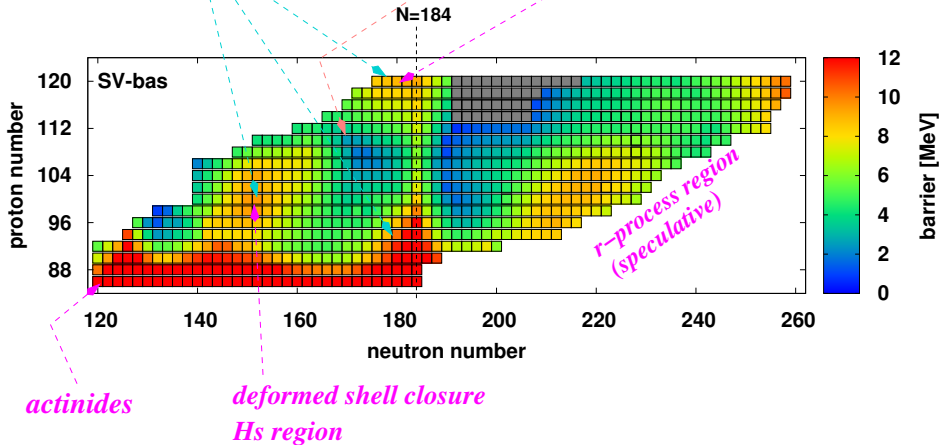 N=184
SV-bas
120
112
104
96
88
proton number
120
140
160
180
200
220
240
260
neutron number
12
10
8
6
4
2
0
barrier [MeV]
r-process region
(speculative)
actinides
deformed shell closure
Hs region